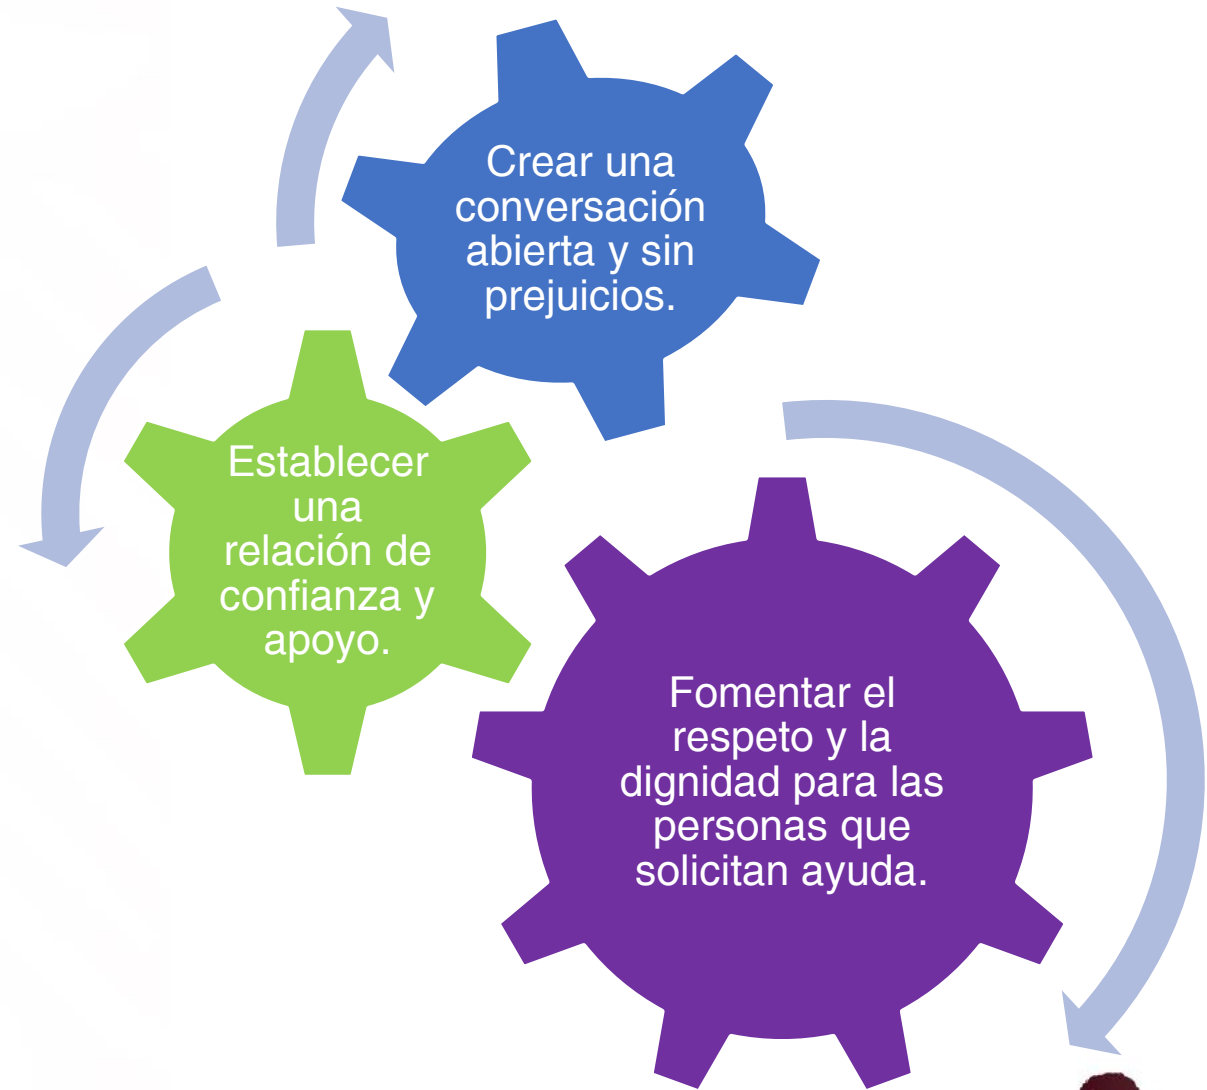 Crear una
conversación
abierta y sin
prejuicios.
Establecer
una
relación de
confianza y
apoyo.
Fomentar el
respeto y la
dignidad para las
personas que
solicitan ayuda.